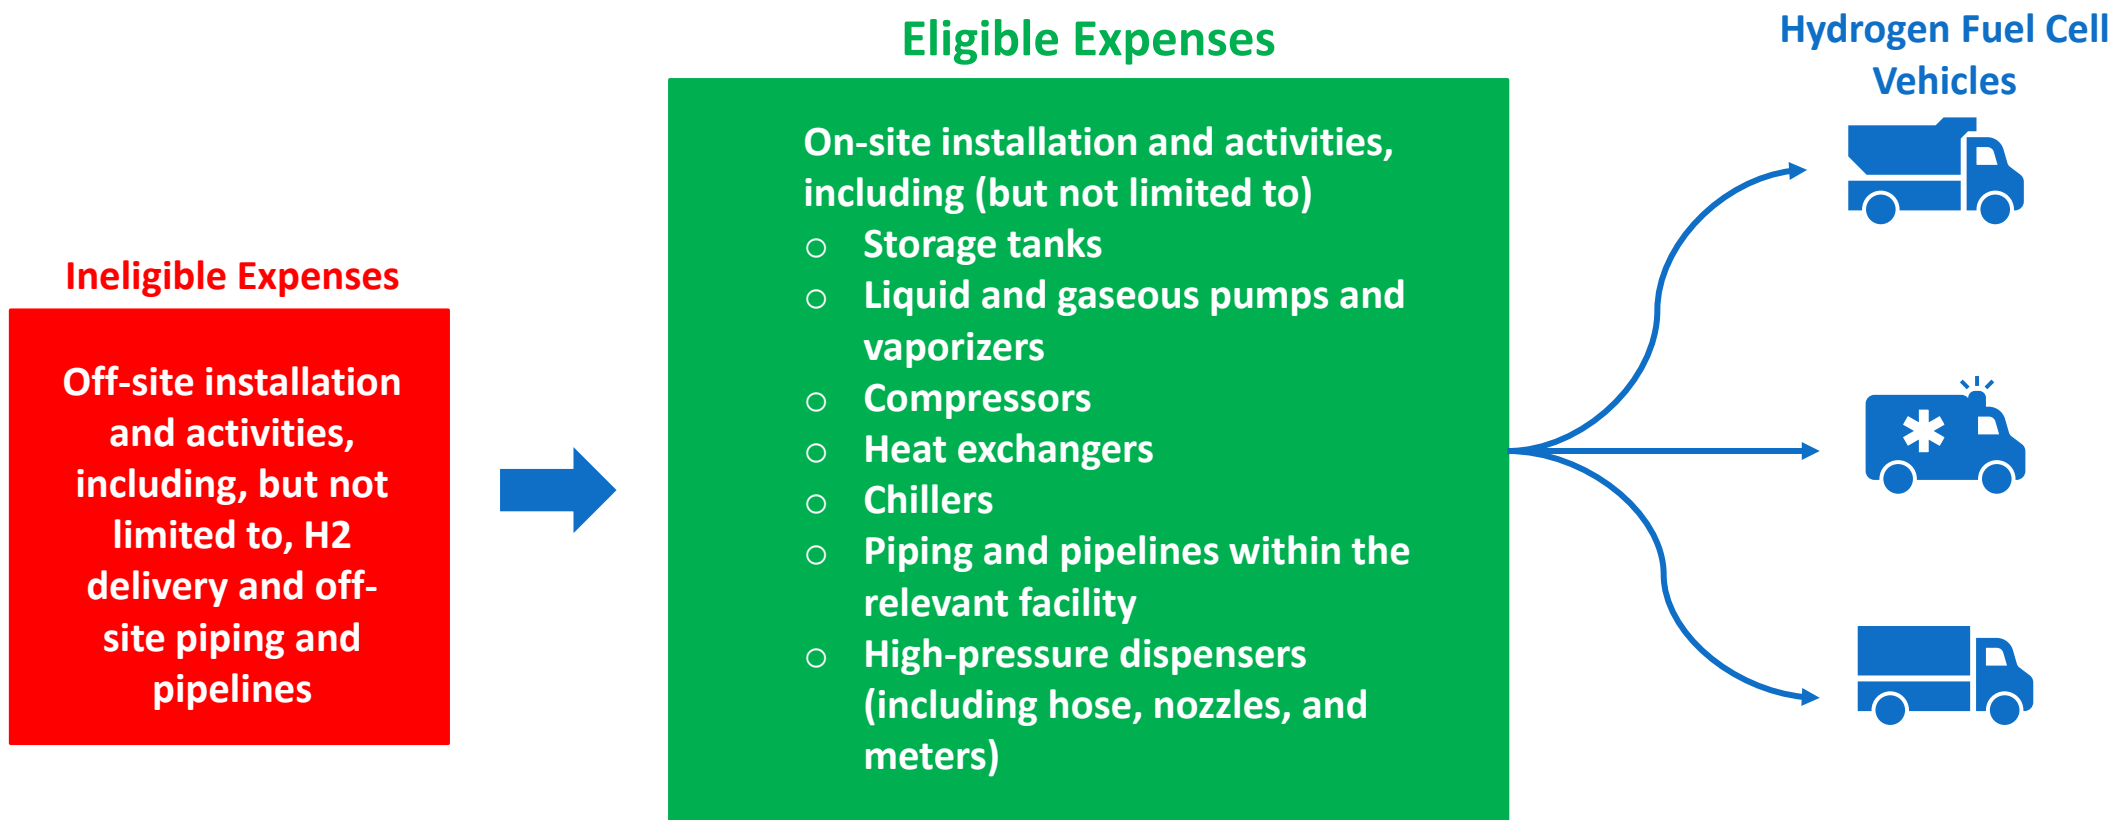 Ineligible Expenses
Off-site installation
and activities,
including, but not
limited to, H2
delivery and off-
site piping and
pipelines
Eligible Expenses
On-site installation and activities,
including (but not limited to)
○ Storage tanks
○ Liquid and gaseous pumps and
vaporizers
○ Compressors
○ Heat exchangers
○ Chillers
○ Piping and pipelines within the
relevant facility
○ High-pressure dispensers
(including hose, nozzles, and
meters)
Hydrogen Fuel Cell
Vehicles